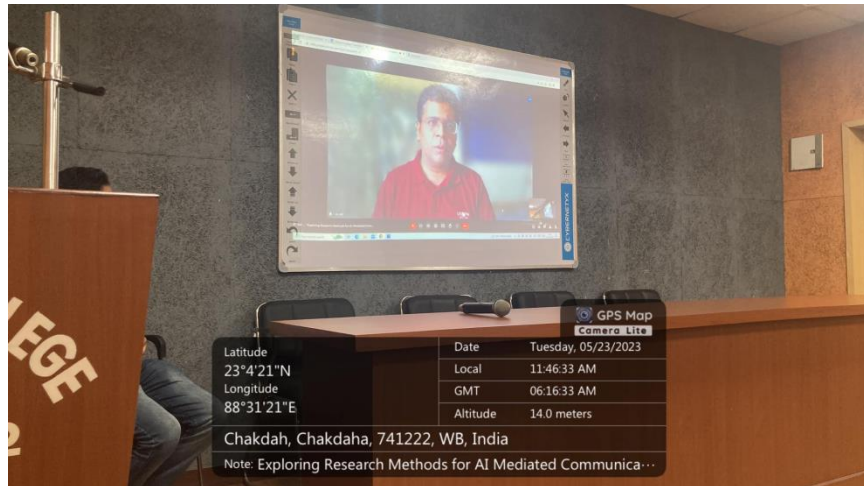 CYBERNETYX
LEGE
GPS Map
Camera Lite
Latitude
23°4'21"N
Longitude
88°31'21"E
Date Tuesday, 05/23/2023
Local 11:46:33 AM
GMT 06:16:33 AM
Altitude 14.0 meters
Chakdah, Chakdaha, 741222, WB, India
Note: Exploring Research Methods for AI Mediated Communica···